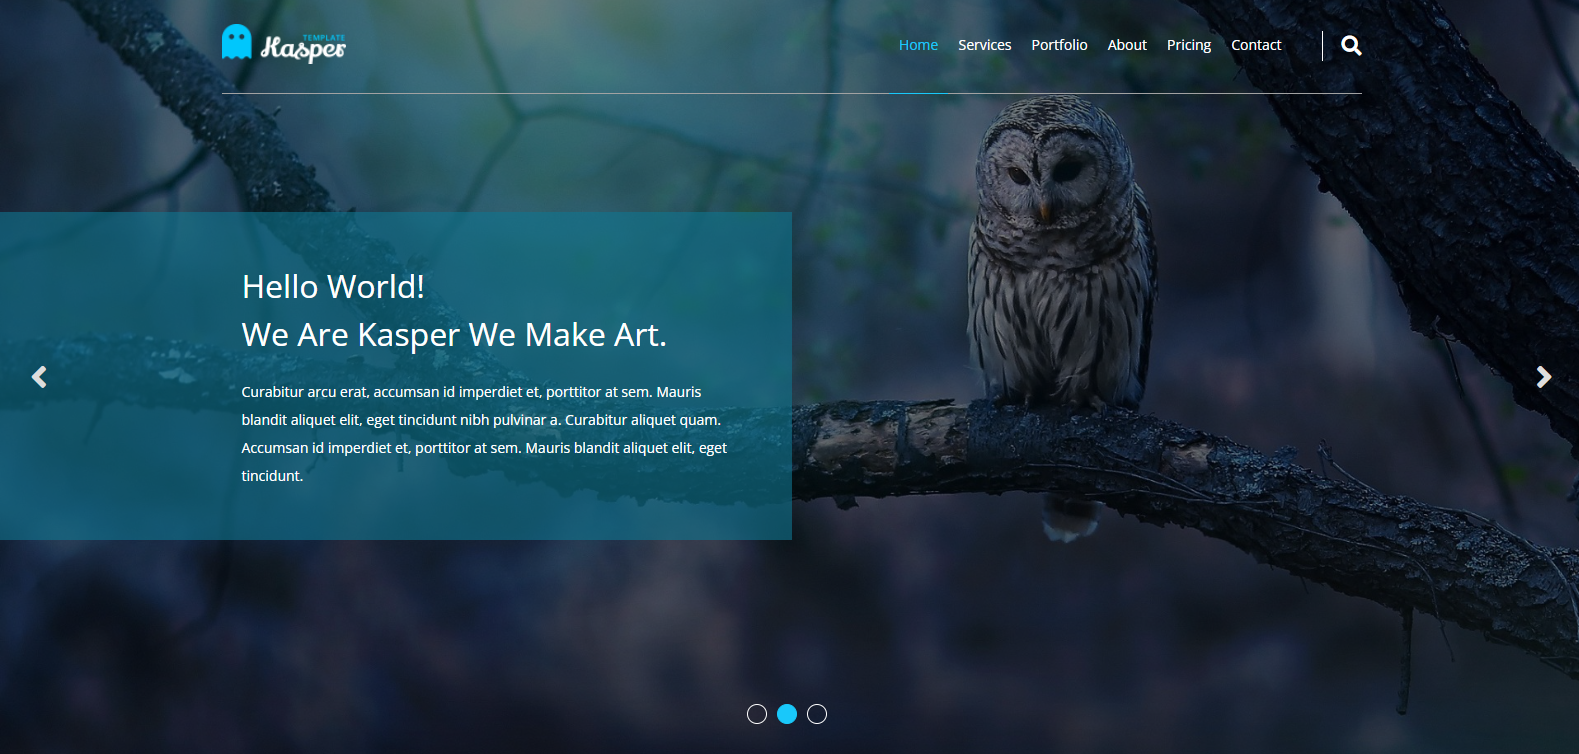 TEMPLATE
Kasper
Home Services Portfolio About Pricing Contact
Hello World!
We Are Kasper We Make Art.
Curabitur arcu erat, accumsan id imperdiet et, porttitor at sem. Mauris
blandit aliquet elit, eget tincidunt nibh pulvinar a. Curabitur aliquet quam.
Accumsan id imperdiet et, porttitor at sem. Mauris blandit aliquet elit, eget
tincidunt.